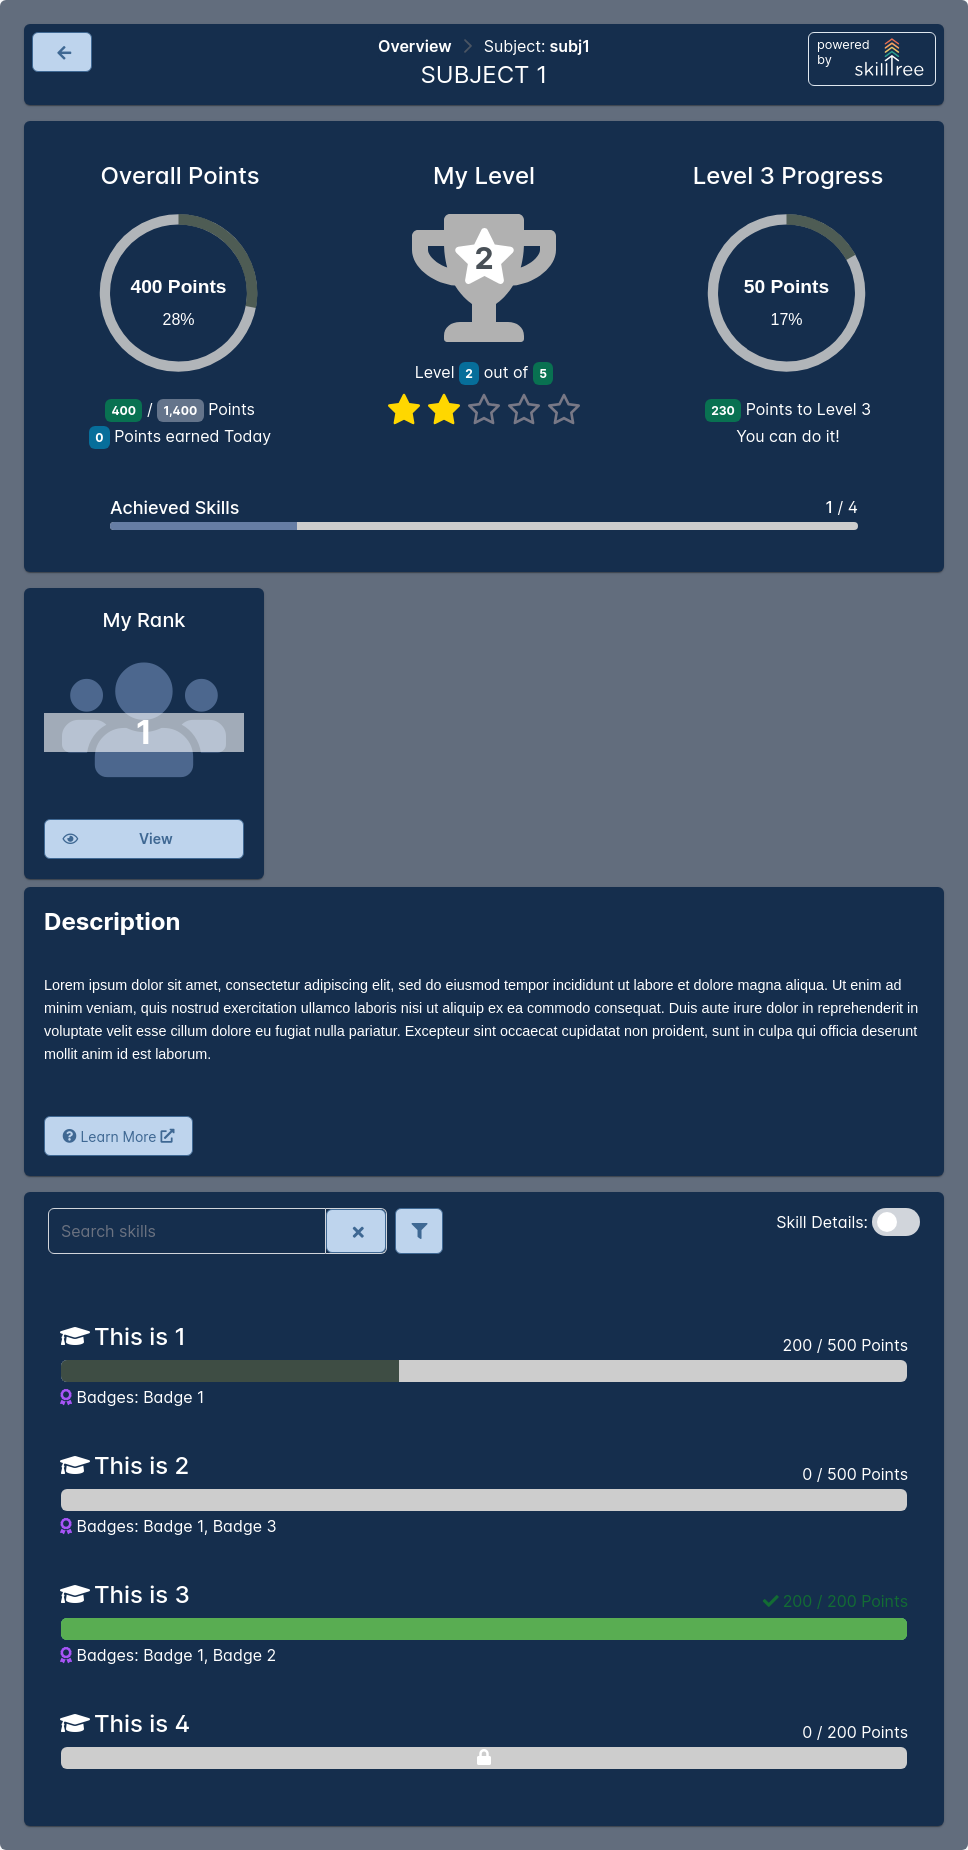 Overview Subject: subj1
SUBJECT 1
powered
by
skilltree
Overall Points
400 Points
28%
400 / 1,400 Points
0 Points earned Today
My Level
2
Level 2 out of 5
Level 3 Progress
50 Points
17%
230 Points to Level 3
You can do it!
Achieved Skills 1 / 4
My Rank
1
View
Description
Lorem ipsum dolor sit amet, consectetur adipiscing elit, sed do eiusmod tempor incididunt ut labore et dolore magna aliqua. Ut enim ad
minim veniam, quis nostrud exercitation ullamco laboris nisi ut aliquip ex ea commodo consequat. Duis aute irure dolor in reprehenderit in
voluptate velit esse cillum dolore eu fugiat nulla pariatur. Excepteur sint occaecat cupidatat non proident, sunt in culpa qui officia deserunt
mollit anim id est laborum.
Learn More
Search skills
Skill Details:
This is 1
200 / 500 Points
Badges: Badge 1
This is 2
0 / 500 Points
Badges: Badge 1, Badge 3
This is 3
200 / 200 Points
Badges: Badge 1, Badge 2
This is 4
0 / 200 Points